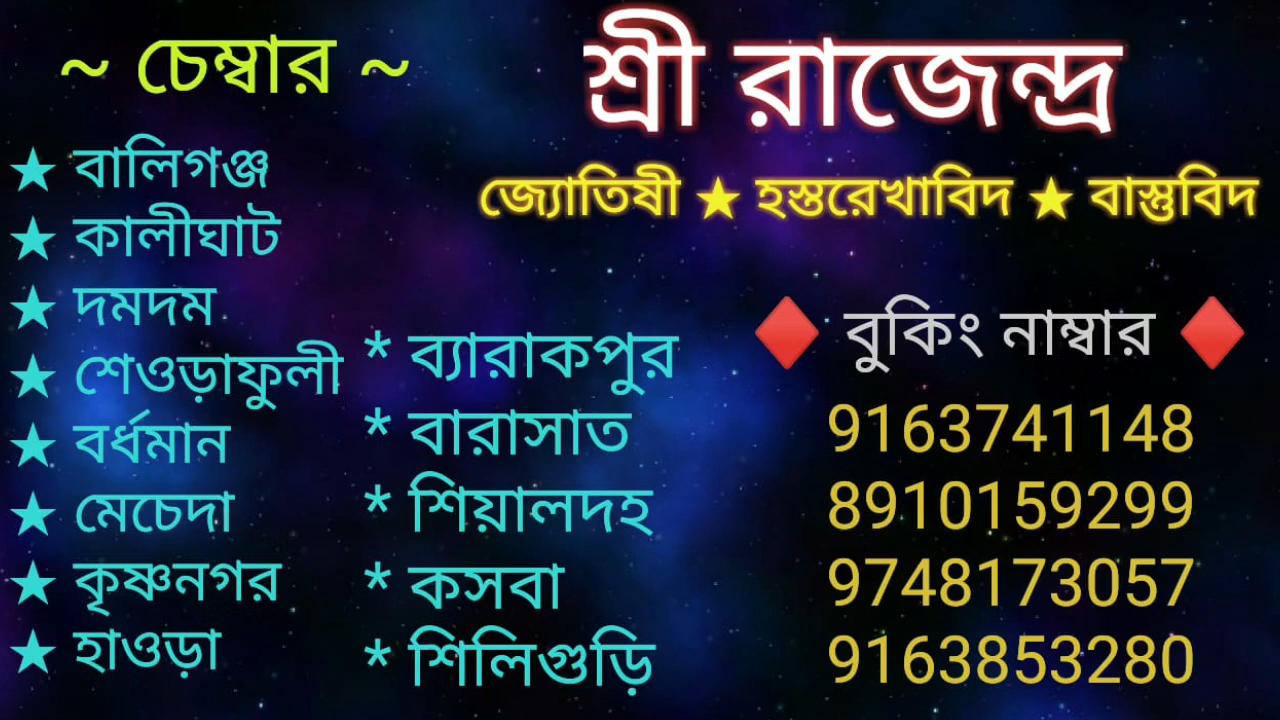 ~ চেম্বার ~
★ বালিগঞ্জ
★ কালীঘাট
★ দমদম
★ শেওড়াফুলী
★ বর্ধমান
★ মেচেদা
★ কৃষ্ণনগর
★ হাওড়া
* ব্যারাকপুর
* বারাসাত
* শিয়ালদহ
* কসবা
* শিলিগুড়ি
শ্রী রাজেন্দ্র
জ্যোতিষী ★ হস্তরেখাবিদ ★ বাস্তুবিদ
♦ বুকিং নাম্বার ♦
9163741148
8910159299
9748173057
9163853280